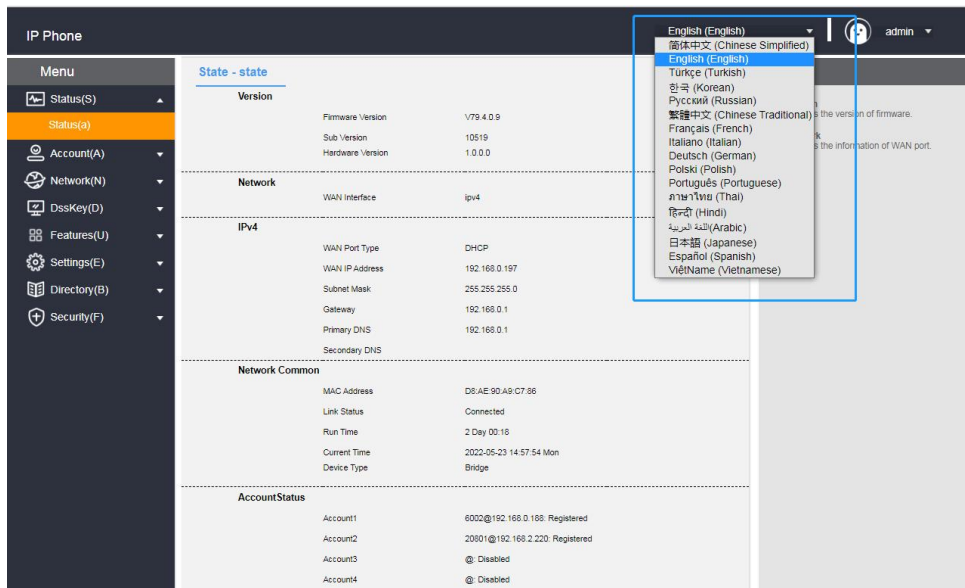 IP Phone
English (English)
admin
简体中文 (Chinese Simplified)
English (English)
Türkçe (Turkish)
한국 (Korean)
Русский (Russian)
繁體中文 (Chinese Traditional)
Français (French)
Italiano (Italian)
Deutsch (German)
Polski (Polish)
Português (Portuguese)
ภาษาไทย (Thai)
हिन्दी (Hindi)
اللغة العربية(Arabic)
日本語 (Japanese)
Español (Spanish)
ViệtName (Vietnamese)
Menu
Status(S)
Status(a)
Account(A)
Network(N)
DssKey(D)
Features(U)
Settings(E)
Directory(B)
Security(F)
State - state
Version
Firmware Version V79.4.0.9
Sub Version 10519
Hardware Version 1.0.0.0
Network
WAN Interface ipv4
IPv4
WAN Port Type DHCP
WAN IP Address 192.168.0.197
Subnet Mask 255.255.255.0
Gateway 192.168.0.1
Primary DNS 192.168.0.1
Secondary DNS
Network Common
MAC Address D8:AE:90:A9:C7:86
Link Status Connected
Run Time 2 Day 00:18
Current Time 2022-05-23 14:57:54 Mon
Device Type Bridge
AccountStatus
Account1 6002@192.168.0.188: Registered
Account2 20801@192.168.2.220: Registered
Account3 @: Disabled
Account4 @: Disabled
the version of firmware.
the information of WAN port.